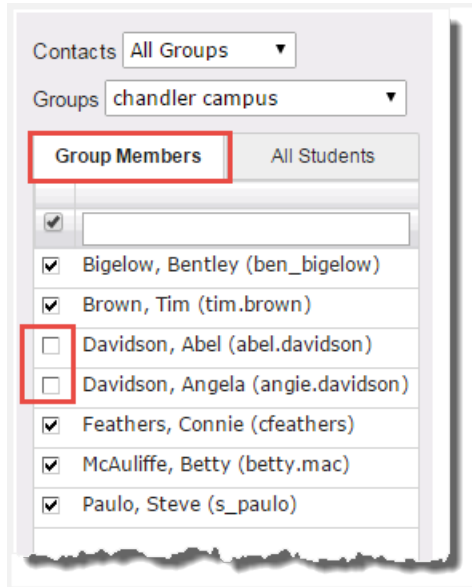 Contacts All Groups
Groups chandler campus
Group Members All Students
Bigelow, Bentley (ben_bigelow)
Brown, Tim (tim.brown)
Davidson, Abel (abel.davidson)
Davidson, Angela (angie.davidson)
Feathers, Connie (cfeathers)
McAuliffe, Betty (betty.mac)
Paulo, Steve (s_paulo)